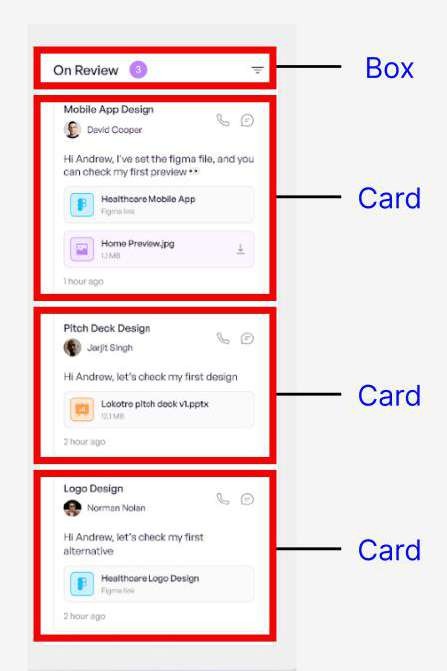 On Review 3
Box
Mobile App Design
David Cooper
Hi Andrew, I've set the figma file, and you
can check my first preview
Card
Healthcare Mobile App
Figma link
Home Preview.jpg
1.1 MB
1 hour ago
Pitch Deck Design
Jarjit Singh
Hi Andrew, let's check my first design
Card
Lokotro pitch deck v1.pptx
12.1 MB
2 hour ago
Logo Design
Norman Nolan
Hi Andrew, let's check my first
alternative
Card
Healthcare Logo Design
Figma link
2 hour ago